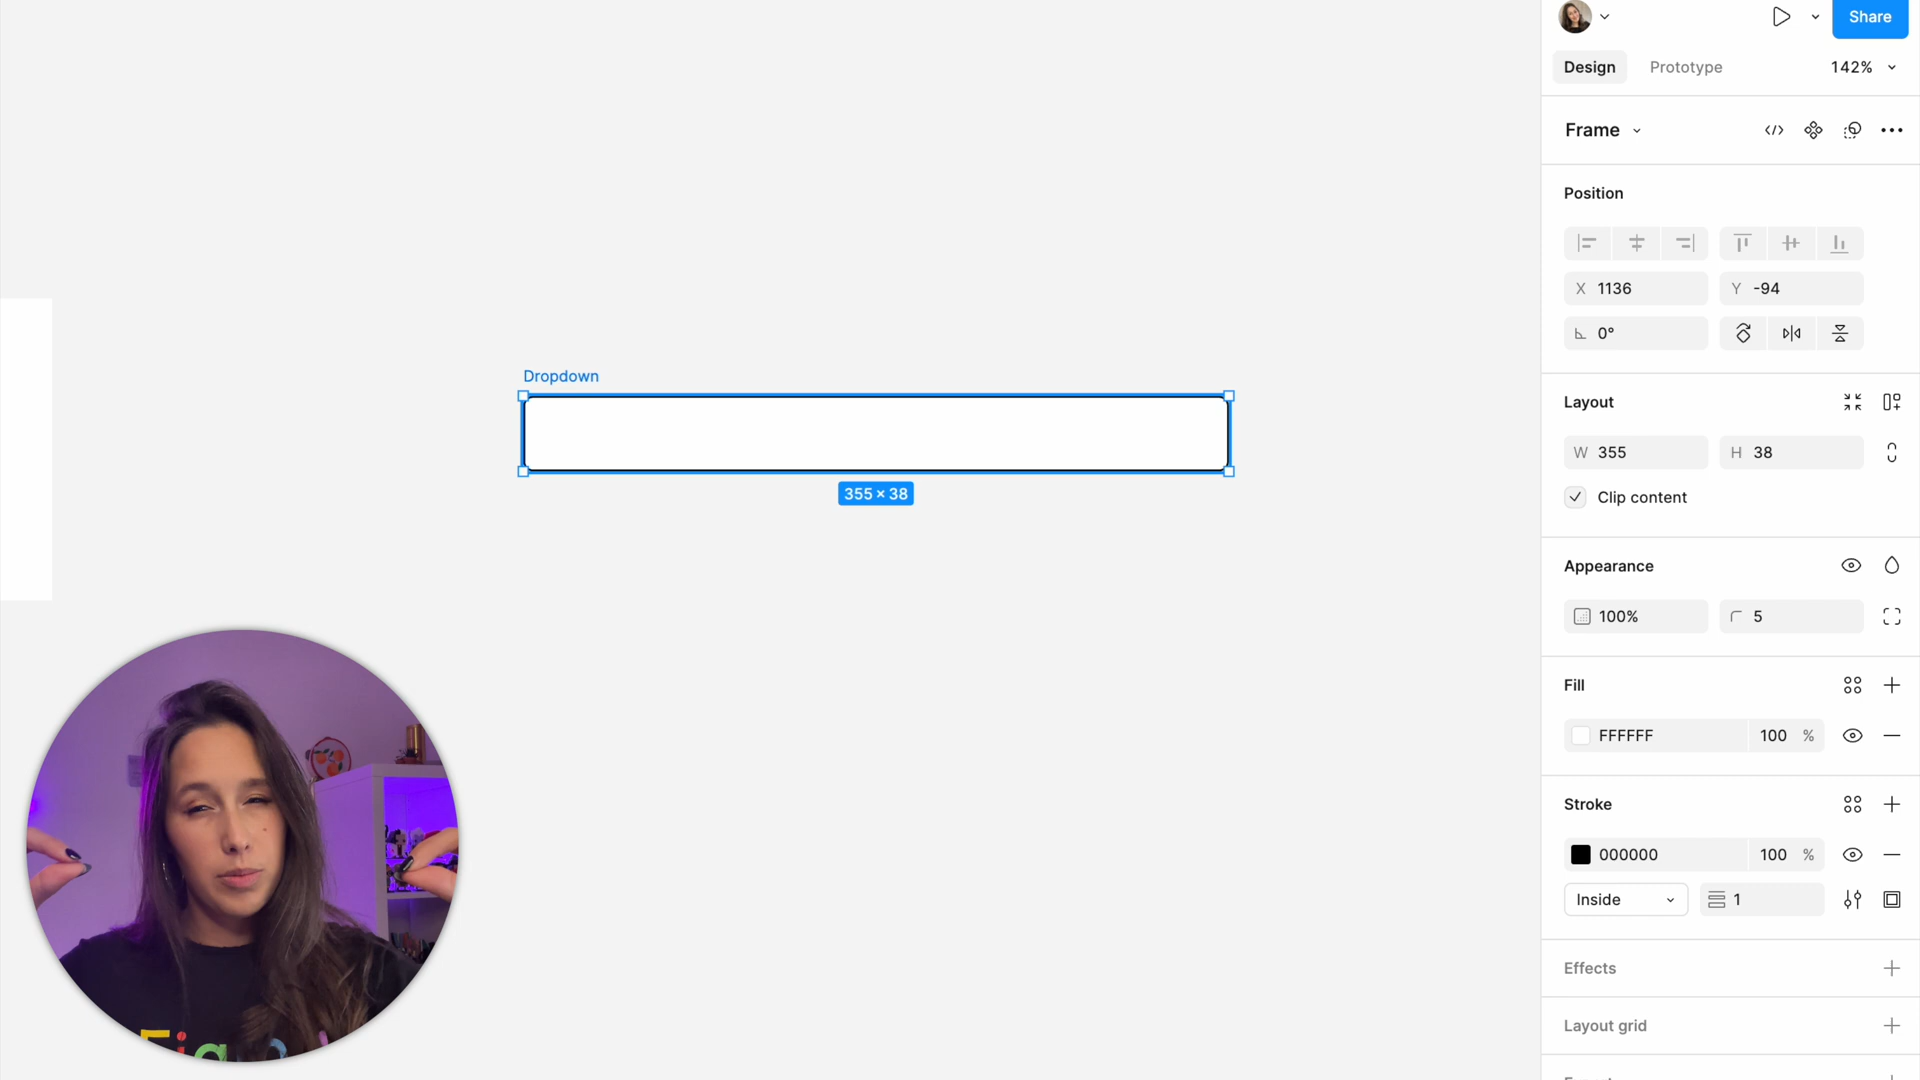 Share
Design
Prototype
142%
Frame
Position
X 1136
Y -94
0°
Dropdown
Layout
W 355
H 38
355 × 38
Clip content
Appearance
100%
5
Fill
FFFFFF 100 %
Stroke
000000 100 %
Inside
1
Effects
Layout grid